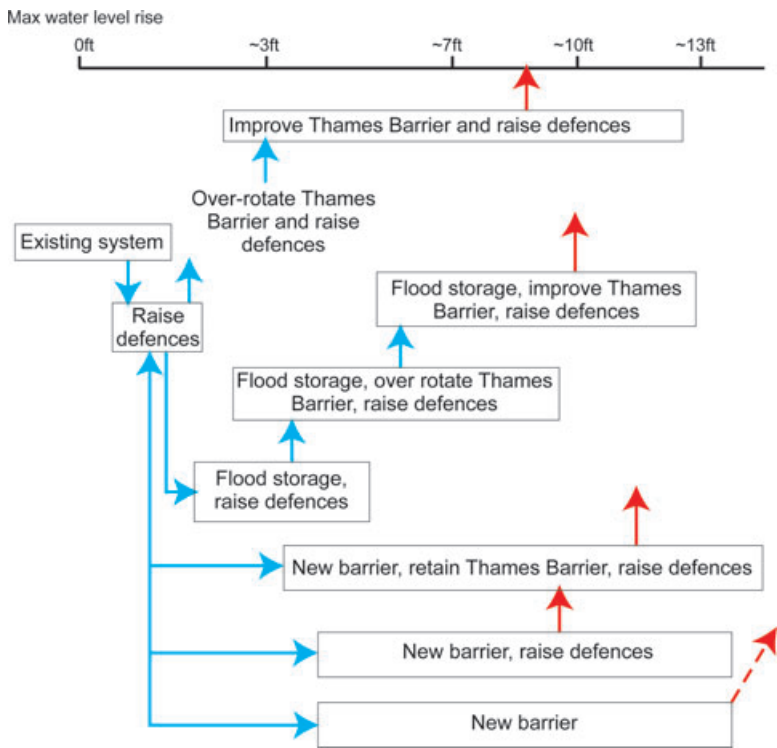 Max water level rise
0ft ~3ft ~7ft ~10ft ~13ft
Improve Thames Barrier and raise defences
Over-rotate Thames
Barrier and raise
defences
Existing system
Raise
defences
Flood storage, improve Thames
Barrier, raise defences
Flood storage, over rotate Thames
Barrier, raise defences
Flood storage,
raise defences
New barrier, retain Thames Barrier, raise defences
New barrier, raise defences
New barrier